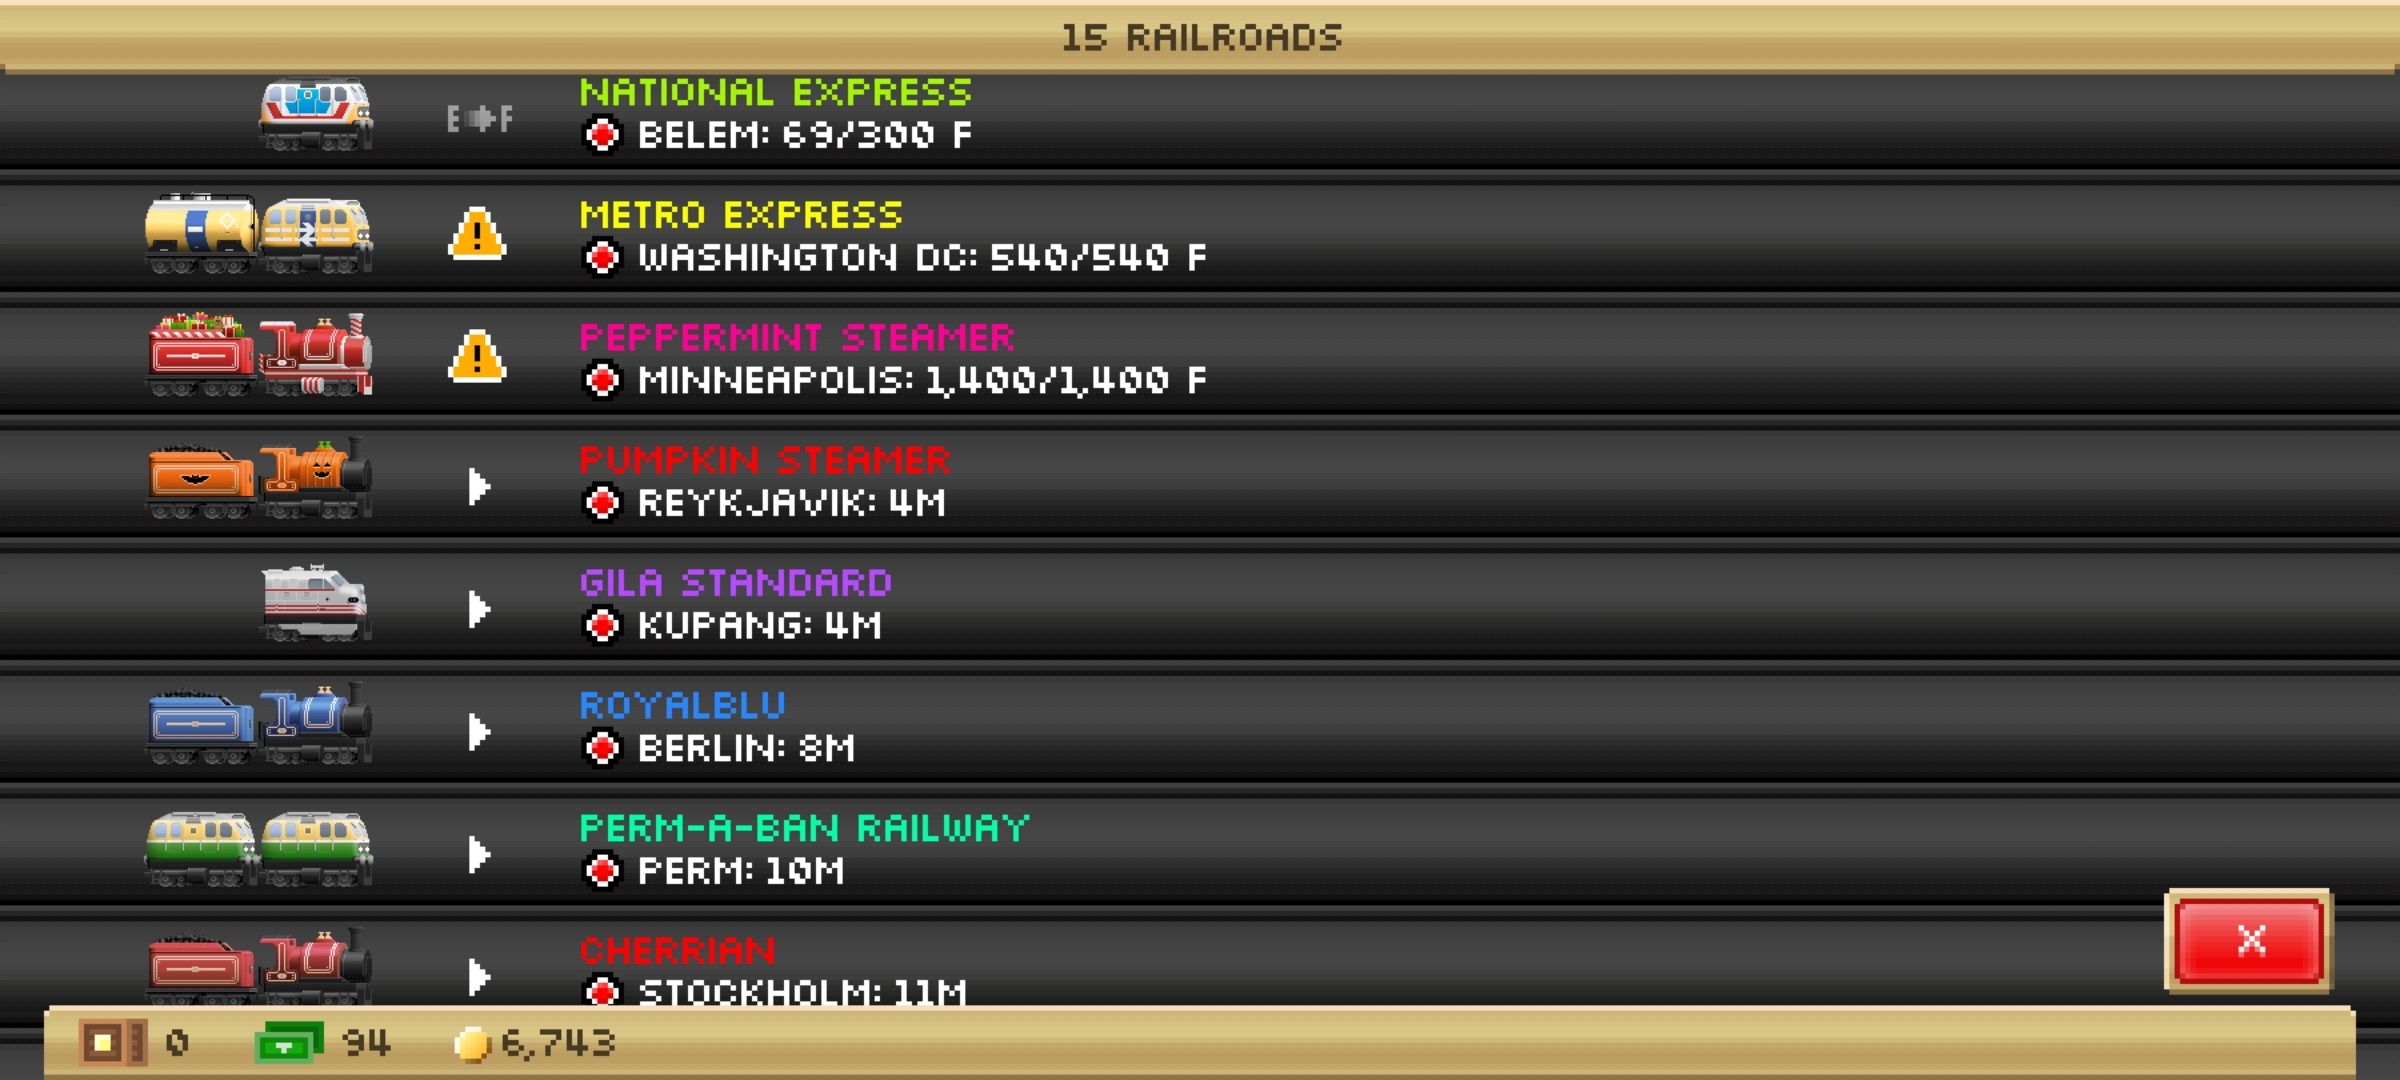 15 RAILROADS
NATIONAL EXPRESS
E F
BELEM: 69/300 F
METRO EXPRESS
WASHINGTON DC: 540/540 F
PEPPERMINT STEAMER
MINNEAPOLIS: 1,400/1,400 F
PUMPKIN STEAMER
REYKJAVIK: 4M
GILA STANDARD
KUPANG: 4M
ROYALBLU
BERLIN: 8M
PERM-A-BAN RAILWAY
PERM: 10M
CHERRIAN
STOCKHOLM: 11M
X
0 94 6,743